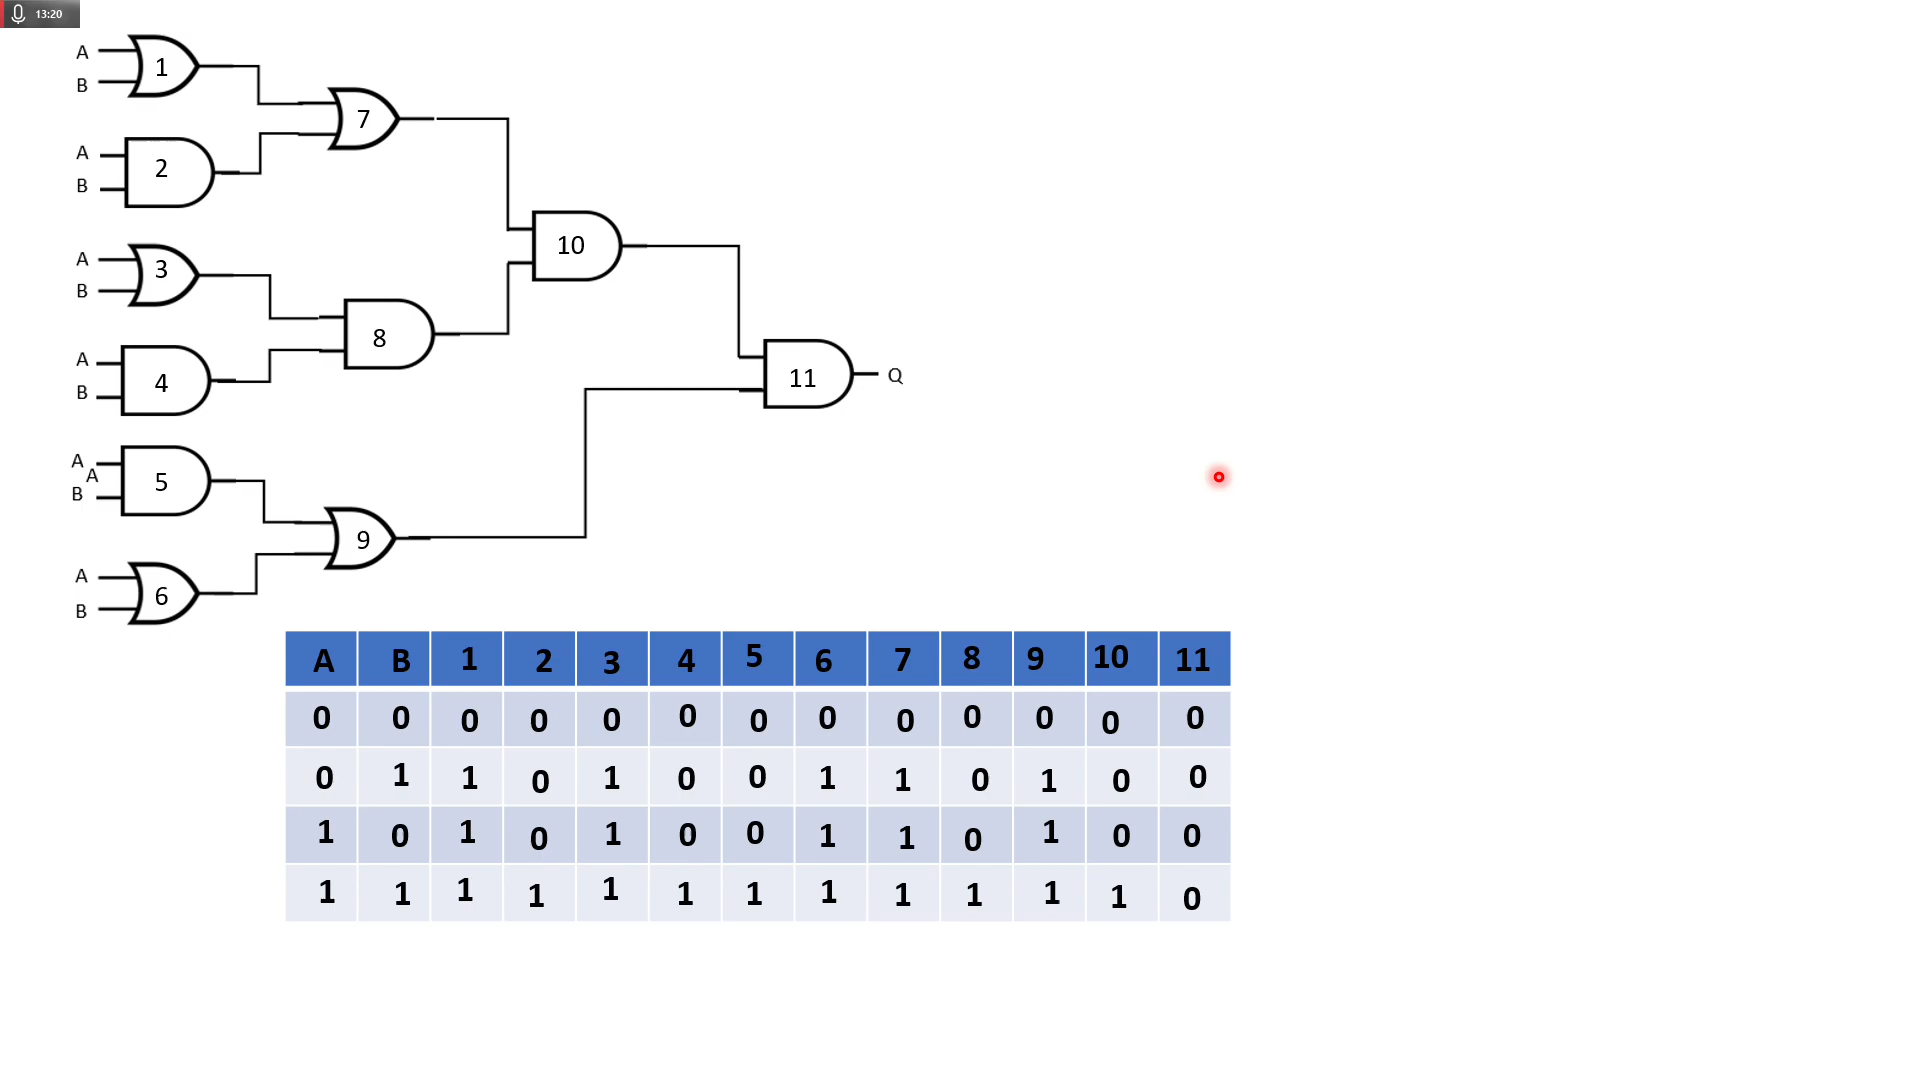 13:20
A
B
1
7
A
B
2
10
A
B
3
8
A
B
4
11
Q
A
A
B
5
9
A
B
6
A B 1 2 3 4 5 6 7 8 9 10 11
0 0 0 0 0 0 0 0 0 0 0 0 0
0 1 1 0 1 0 0 1 1 0 1 0 0
1 0 1 0 1 0 0 1 1 0 1 0 0
1 1 1 1 1 1 1 1 1 1 1 1 0